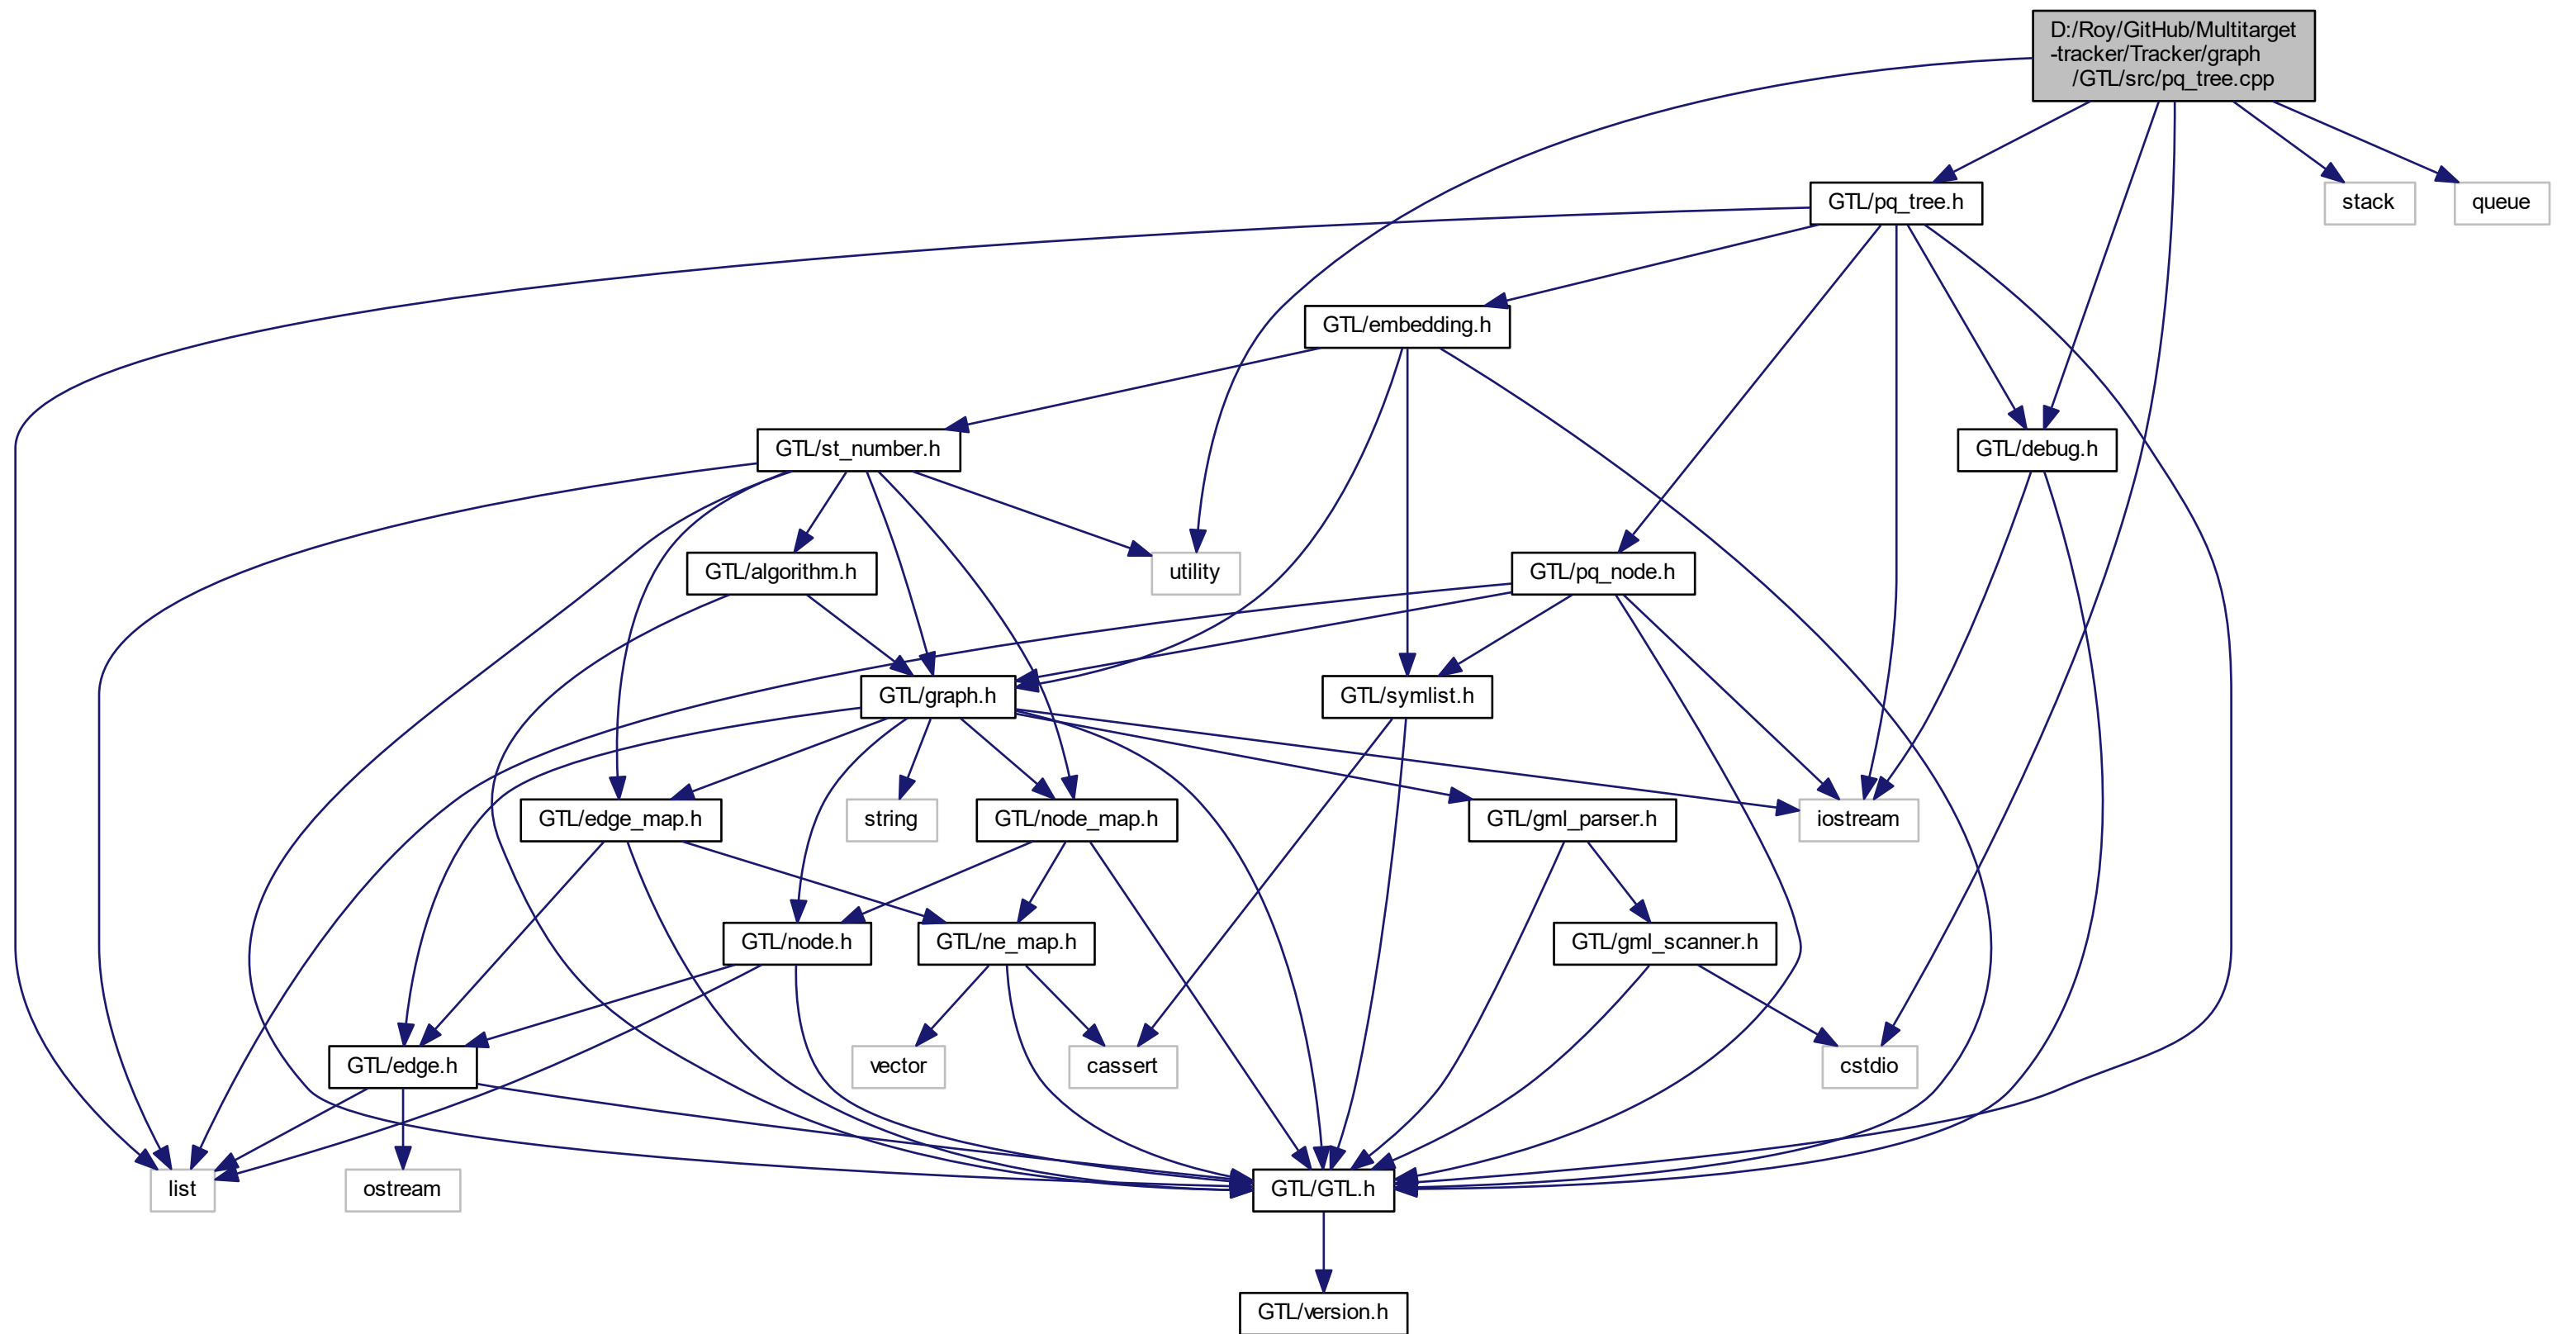 D:/Roy/GitHub/Multitarget
-tracker/Tracker/graph
/GTL/src/pq_tree.cpp
GTL/pq_tree.h
stack
queue
GTL/embedding.h
GTL/st_number.h
GTL/debug.h
GTL/algorithm.h
utility
GTL/pq_node.h
GTL/graph.h
GTL/symlist.h
GTL/edge_map.h
string
GTL/node_map.h
GTL/gml_parser.h
iostream
GTL/node.h
GTL/ne_map.h
GTL/gml_scanner.h
GTL/edge.h
vector
cassert
cstdio
list
ostream
GTL/GTL.h
GTL/version.h